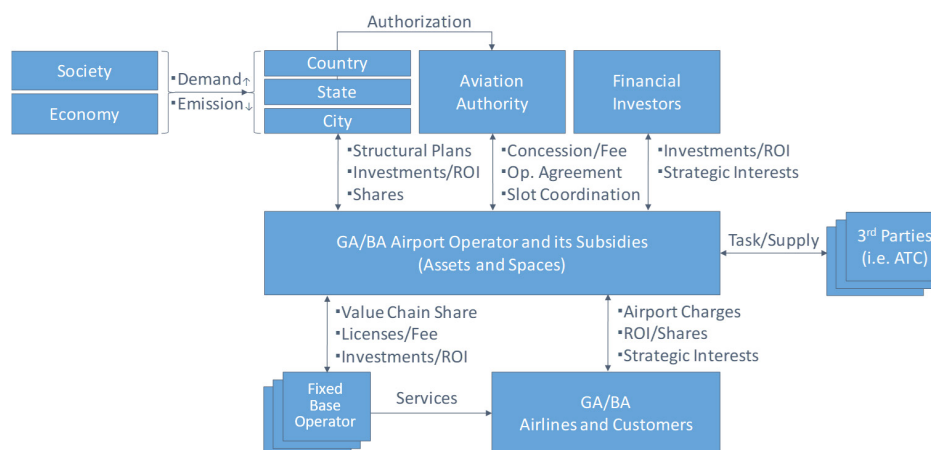 Authorization
Society
Economy
▪Demand↑
▪Emission↓
Country
State
City
Aviation
Authority
Financial
Investors
▪Structural Plans
▪Investments/ROI
▪Shares
▪Concession/Fee
▪Op. Agreement
▪Slot Coordination
▪Investments/ROI
▪Strategic Interests
GA/BA Airport Operator and its Subsidies
(Assets and Spaces)
Task/Supply
3rd Parties
(i.e. ATC)
▪Value Chain Share
▪Licenses/Fee
▪Investments/ROI
▪Airport Charges
▪ROI/Shares
▪Strategic Interests
Fixed
Base
Operator
Services
GA/BA
Airlines and Customers